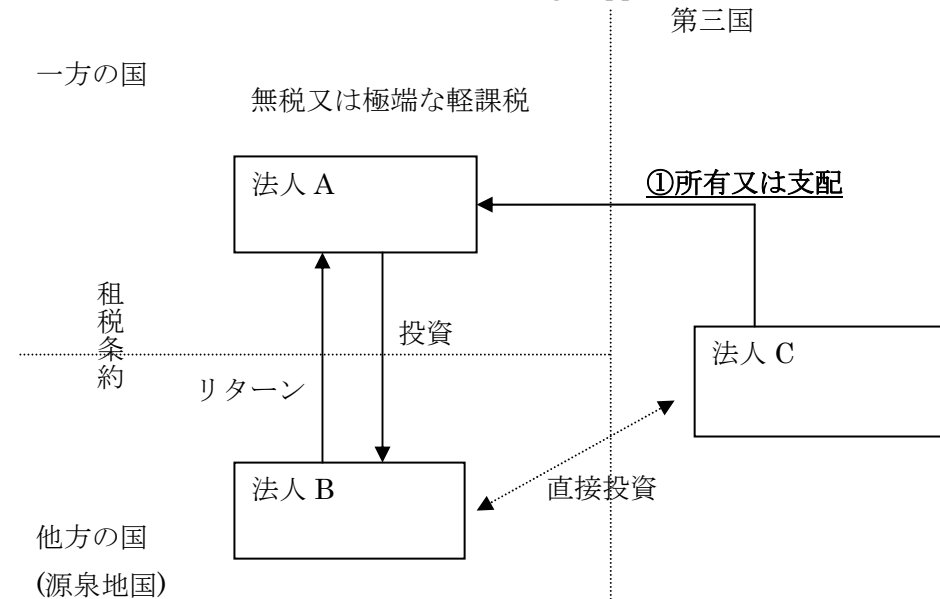 第三国
一方の国
無税又は極端な軽課税
法人 A
①所有又は支配
租税条約
投資
法人 C
リターン
法人 B
直接投資
他方の国
(源泉地国)